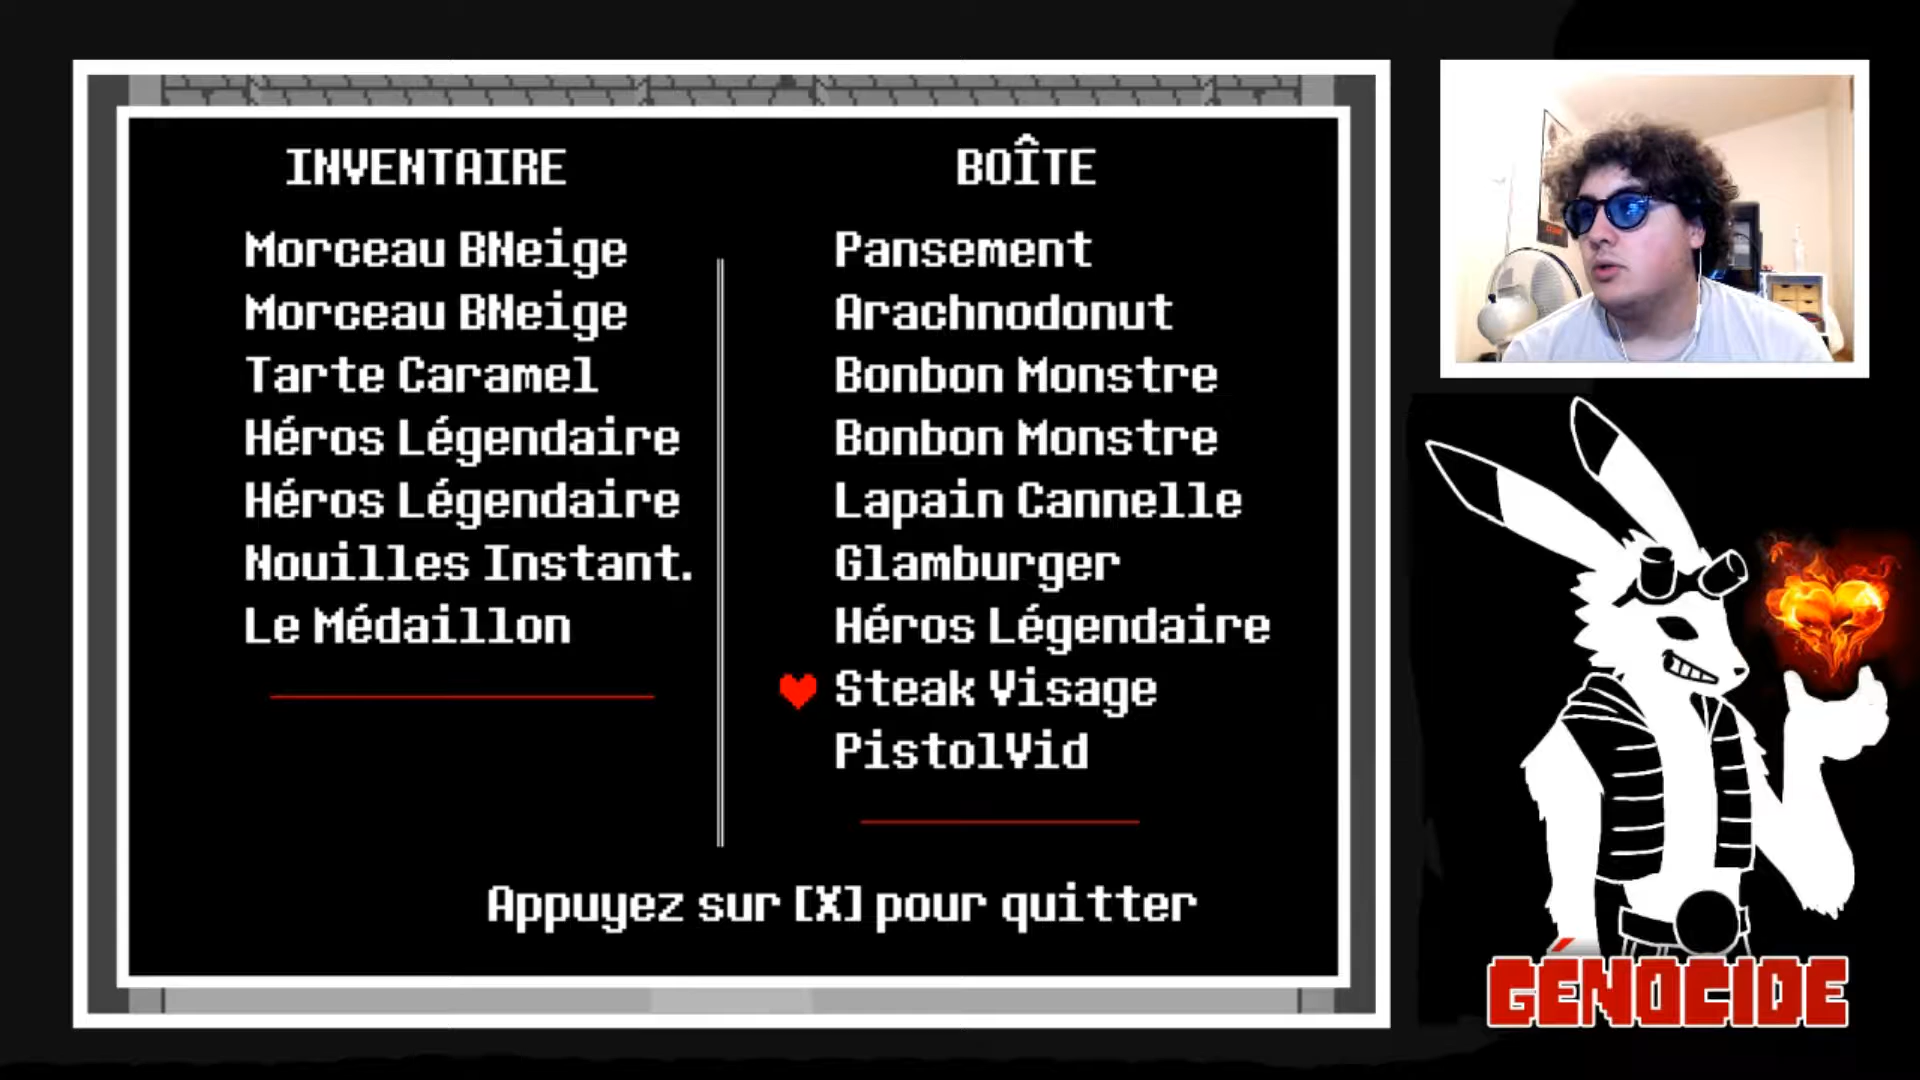 INVENTAIRE
Morceau BNeige
Morceau BNeige
Tarte Caramel
Héros Légendaire
Héros Légendaire
Nouilles Instant.
Le Médaillon
BOÎTE
Pansement
Arachnodonut
Bonbon Monstre
Bonbon Monstre
Lapain Cannelle
Glamburger
Héros Légendaire
Steak Visage
PistolVid
Appuyez sur [X] pour quitter
GÉNOCIDE